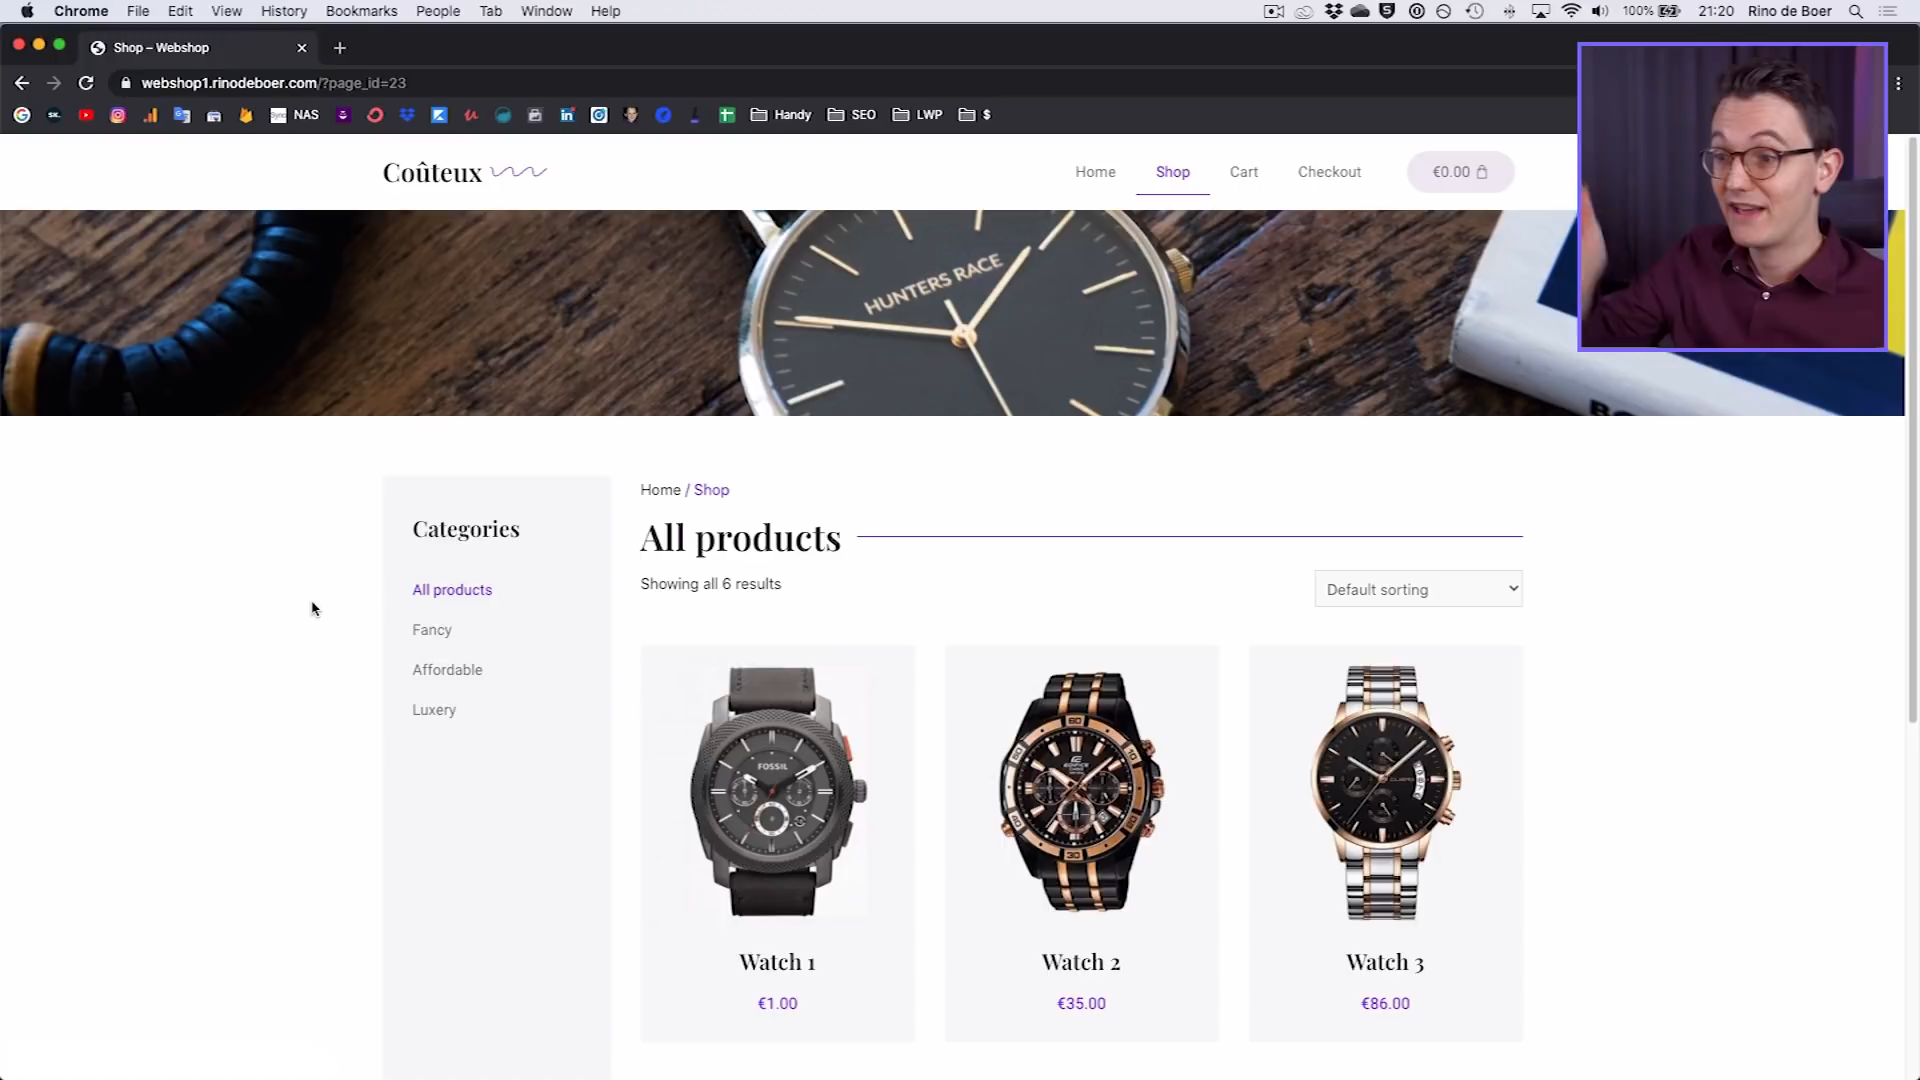 Chrome File Edit View History Bookmarks People Tab Window Help
100% 21:20 Rino de Boer
Shop – Webshop
webshop1.rinodeboer.com/?page_id=23
NAS Handy SEO LWP $
Coûteux
Home Shop Cart Checkout €0.00
HUNTERS RACE
Categories
All products
Fancy
Affordable
Luxery
Home / Shop
All products
Showing all 6 results
Default sorting
FOSSIL
EDIFICE
Watch 1
€1.00
Watch 2
€35.00
Watch 3
€86.00